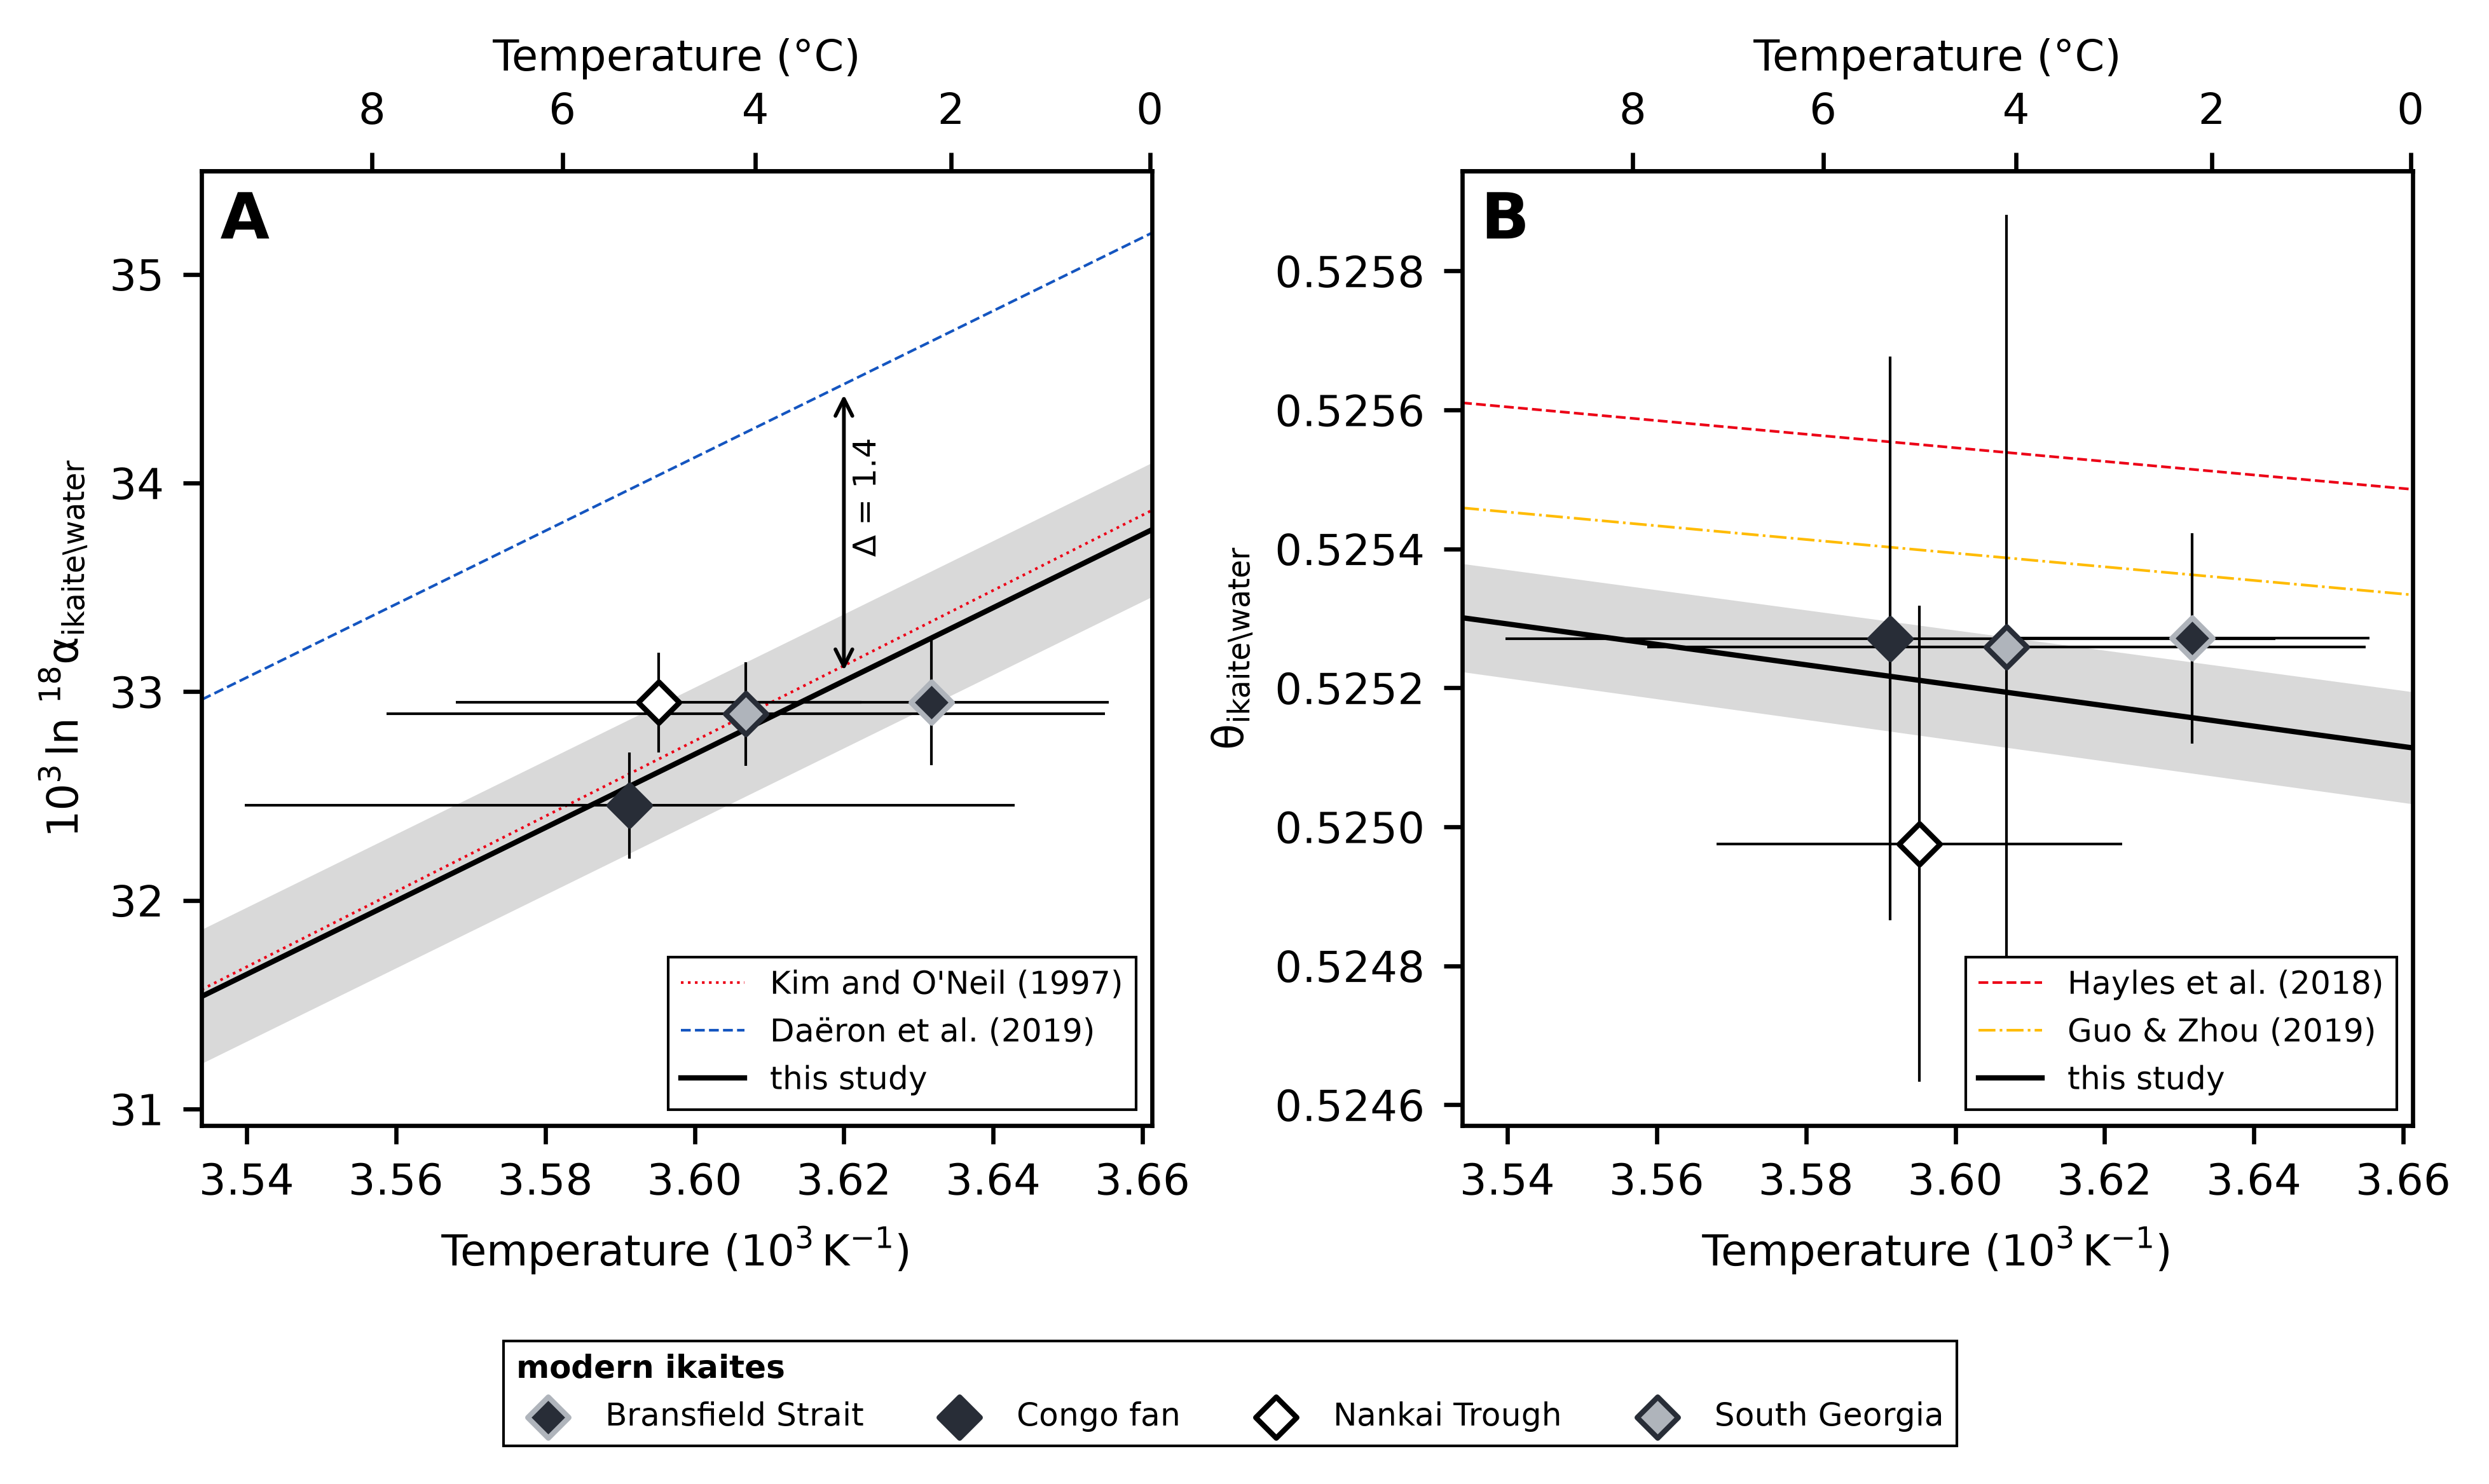 Temperature (°C)
8 6 4 2 0
A
35
34
33
32
31
10³ ln ¹⁸αikaite\water
Δ = 1.4
Kim and O'Neil (1997)
Daëron et al. (2019)
this study
3.54 3.56 3.58 3.60 3.62 3.64 3.66
Temperature (10³ K⁻¹)
Temperature (°C)
8 6 4 2 0
B
0.5258
0.5256
0.5254
0.5252
0.5250
0.5248
0.5246
θikaite\water
Hayles et al. (2018)
Guo & Zhou (2019)
this study
3.54 3.56 3.58 3.60 3.62 3.64 3.66
Temperature (10³ K⁻¹)
modern ikaites
Bransfield Strait Congo fan Nankai Trough South Georgia